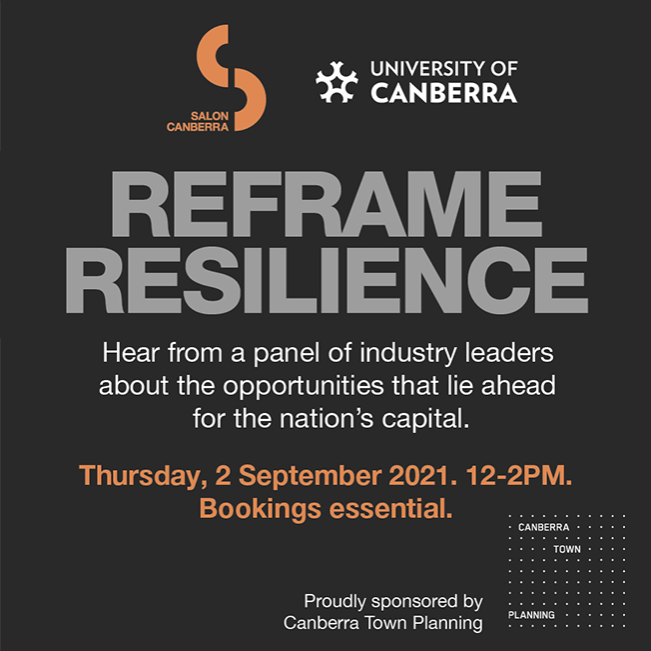 SALON
CANBERRA
UNIVERSITY OF
CANBERRA
REFRAME
RESILIENCE
Hear from a panel of industry leaders
about the opportunities that lie ahead
for the nation’s capital.
Thursday, 2 September 2021. 12-2PM.
Bookings essential.
Proudly sponsored by
Canberra Town Planning
CANBERRA
TOWN
PLANNING